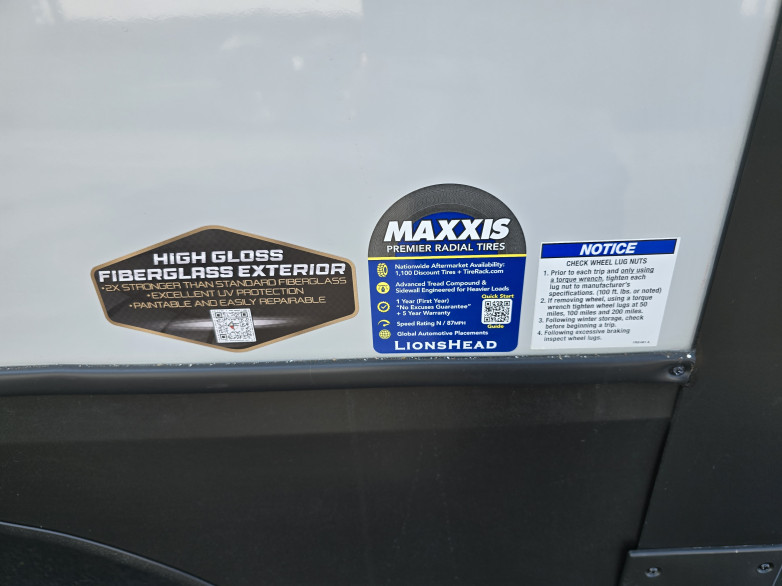 HIGH GLOSS
FIBERGLASS EXTERIOR
•2X STRONGER THAN STANDARD FIBERGLASS
•EXCELLENT UV PROTECTION
•PAINTABLE AND EASILY REPAIRABLE
MAXXIS
PREMIER RADIAL TIRES
Nationwide Aftermarket Availability:
1,100 Discount Tires + TireRack.com
Advanced Tread Compound &
Sidewall Engineered for Heavier Loads
1 Year (First Year)
"No Excuses Guarantee"
+ 5 Year Warranty
Speed Rating N / 87MPH
Global Automotive Placements
Quick Start
Guide
LIONSHEAD
NOTICE
CHECK WHEEL LUG NUTS
1. Prior to each trip and only using
a torque wrench, tighten each
lug nut to manufacturer's
specifications. (100 ft. lbs. or noted)
2. If removing wheel, using a torque
wrench tighten wheel lugs at 50
miles, 100 miles and 200 miles.
3. Following winter storage, check
before beginning a trip.
4. Following excessive braking
inspect wheel lugs.